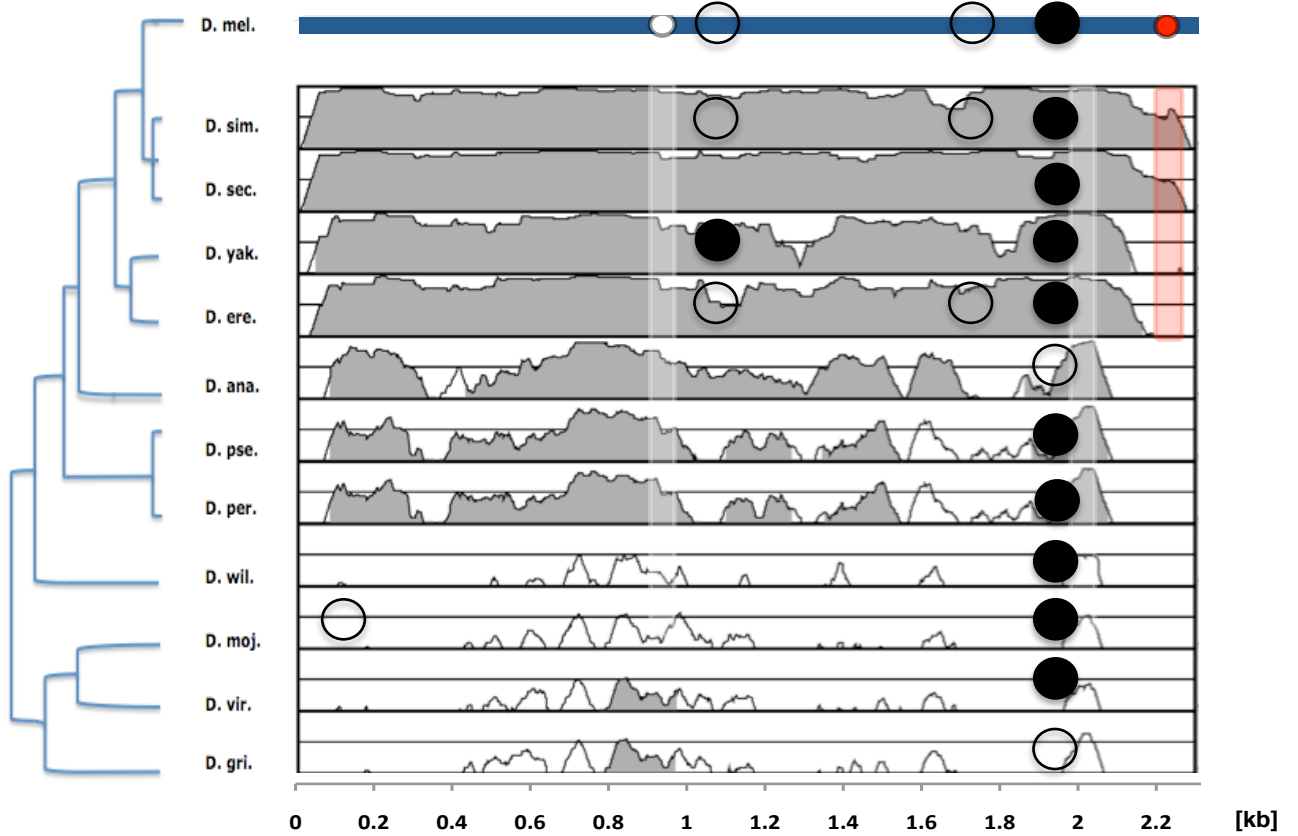 D. mel.
D. sim.
D. sec.
D. yak.
D. ere.
D. ana.
D. pse.
D. per.
D. wil.
D. moj.
D. vir.
D. gri.
0 0.2 0.4 0.6 0.8 1 1.2 1.4 1.6 1.8 2 2.2 [kb]